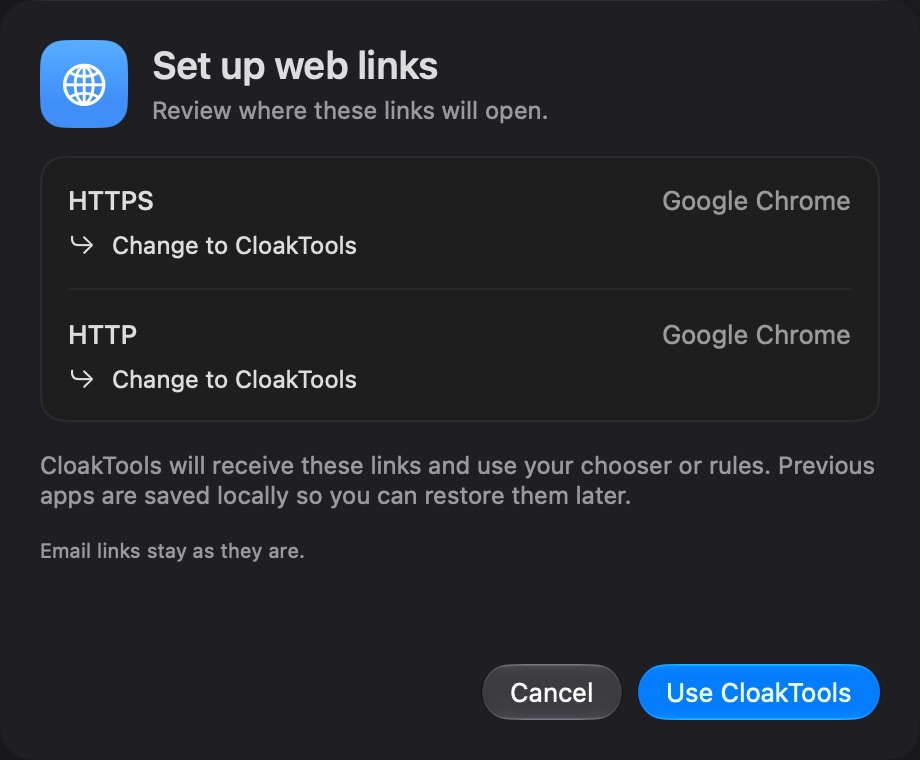 Set up web links
Review where these links will open.
HTTPS
Google Chrome
Change to CloakTools
HTTP
Google Chrome
Change to CloakTools
CloakTools will receive these links and use your chooser or rules. Previous
apps are saved locally so you can restore them later.
Email links stay as they are.
Cancel
Use CloakTools